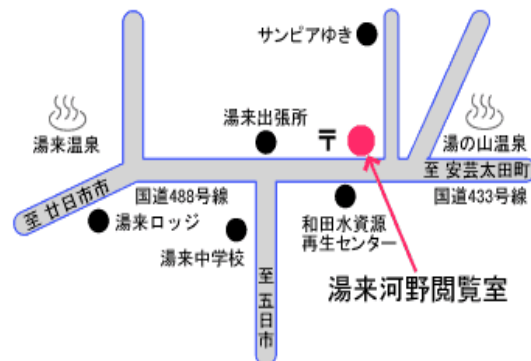 サンピアゆき
湯来温泉
湯来出張所
〒
湯の山温泉
至 安芸太田町
至 廿日市市
国道488号線
国道433号線
湯来ロッジ
和田水資源
再生センター
湯来中学校
至 五日市
湯来河野閲覧室